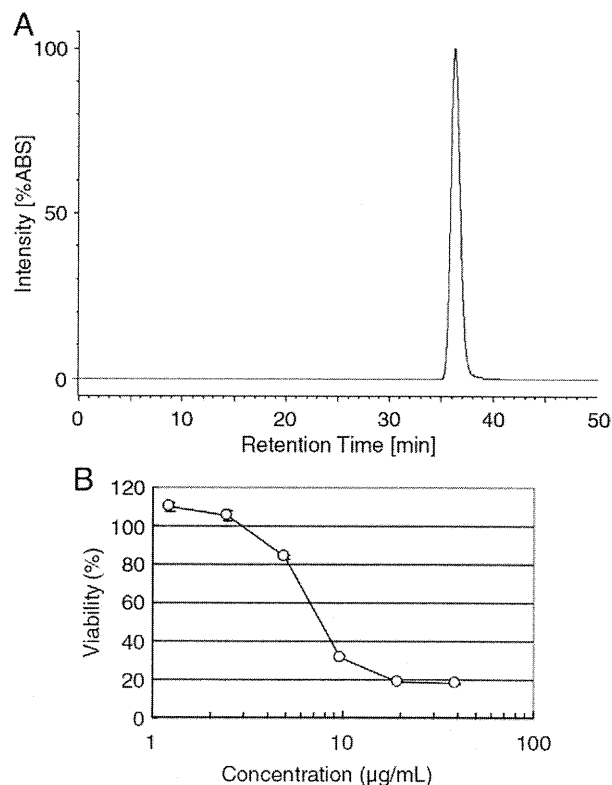 A
Intensity [%ABS]
100
50
0
0 10 20 30 40 50
Retention Time [min]
B
Viability (%)
120
100
80
60
40
20
0
1 10 100
Concentration (µg/mL)